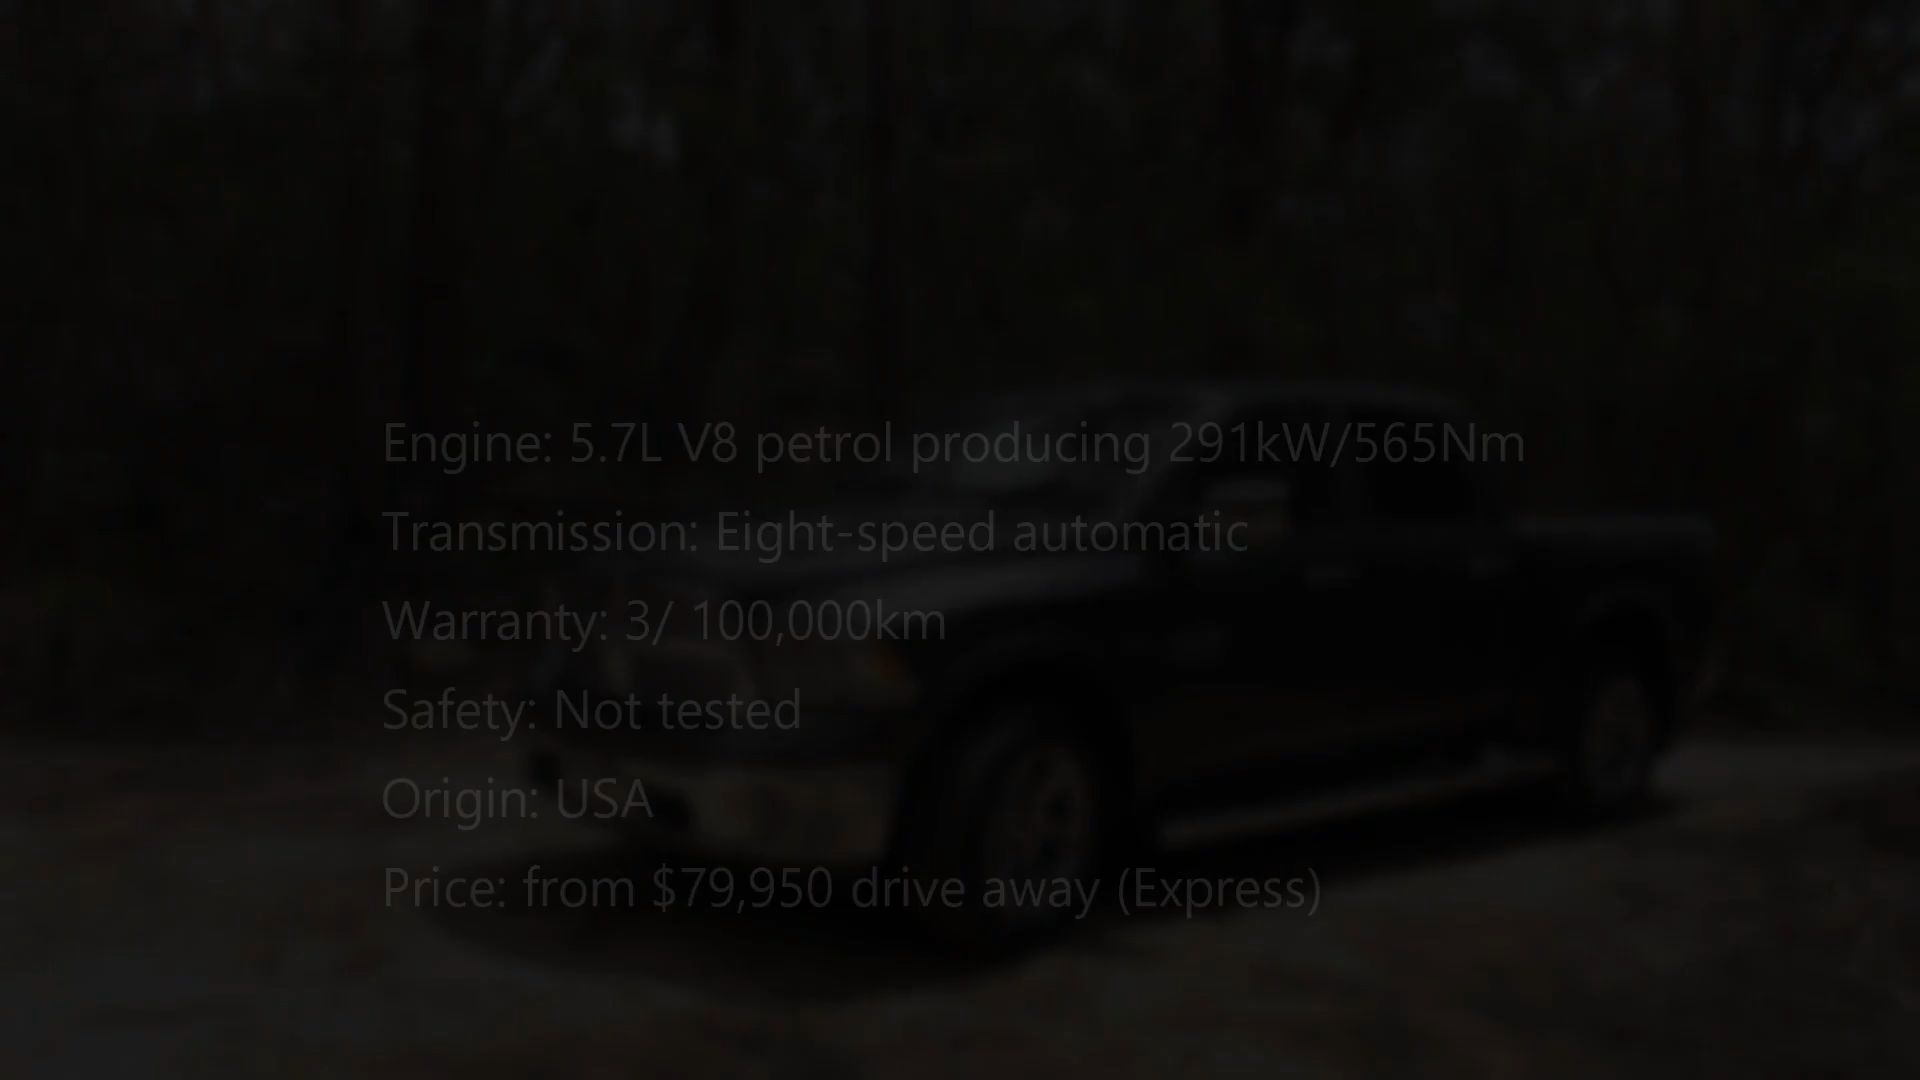 Engine: 5.7L V8 petrol producing 291kW/565Nm
Transmission: Eight-speed automatic
Warranty: 3/ 100,000km
Safety: Not tested
Origin: USA
Price: from $79,950 drive away (Express)